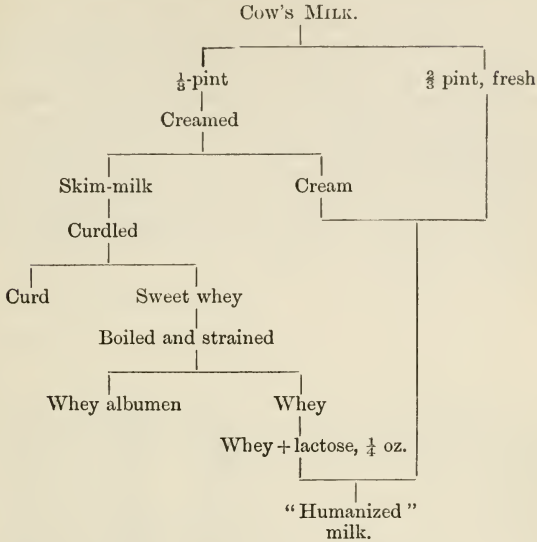 Cow's Milk.
⅓-pint
⅔ pint, fresh
Creamed
Skim-milk
Cream
Curdled
Curd
Sweet whey
Boiled and strained
Whey albumen
Whey
Whey + lactose, ¼ oz.
"Humanized"
milk.